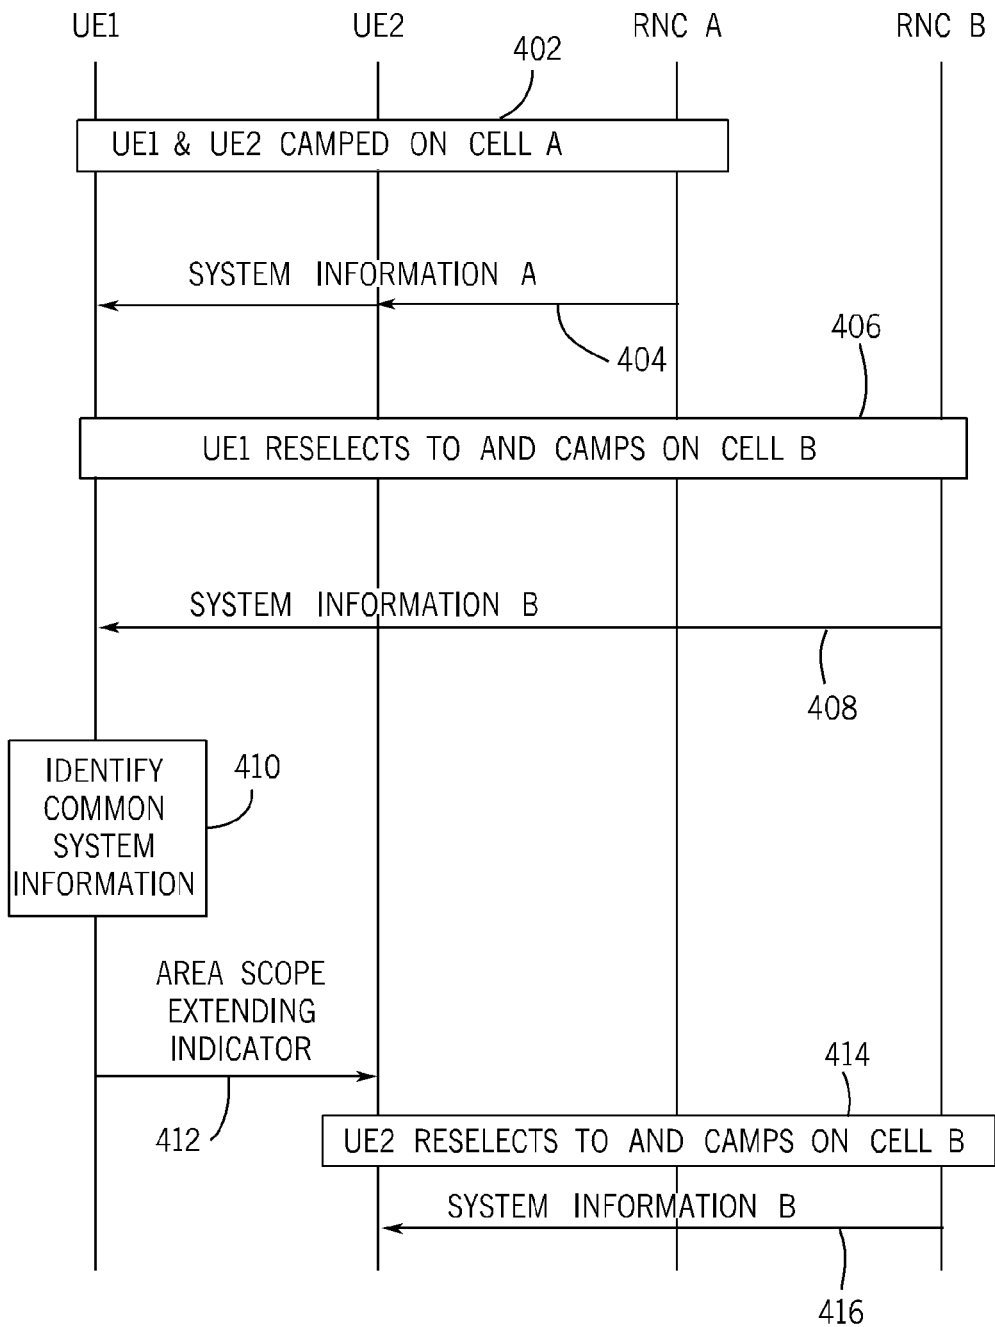 UE1 UE2 RNC A RNC B
402
UE1 & UE2 CAMPED ON CELL A
SYSTEM INFORMATION A
404
406
UE1 RESELECTS TO AND CAMPS ON CELL B
SYSTEM INFORMATION B
408
IDENTIFY
COMMON
SYSTEM
INFORMATION
410
AREA SCOPE
EXTENDING
INDICATOR
412
414
UE2 RESELECTS TO AND CAMPS ON CELL B
SYSTEM INFORMATION B
416